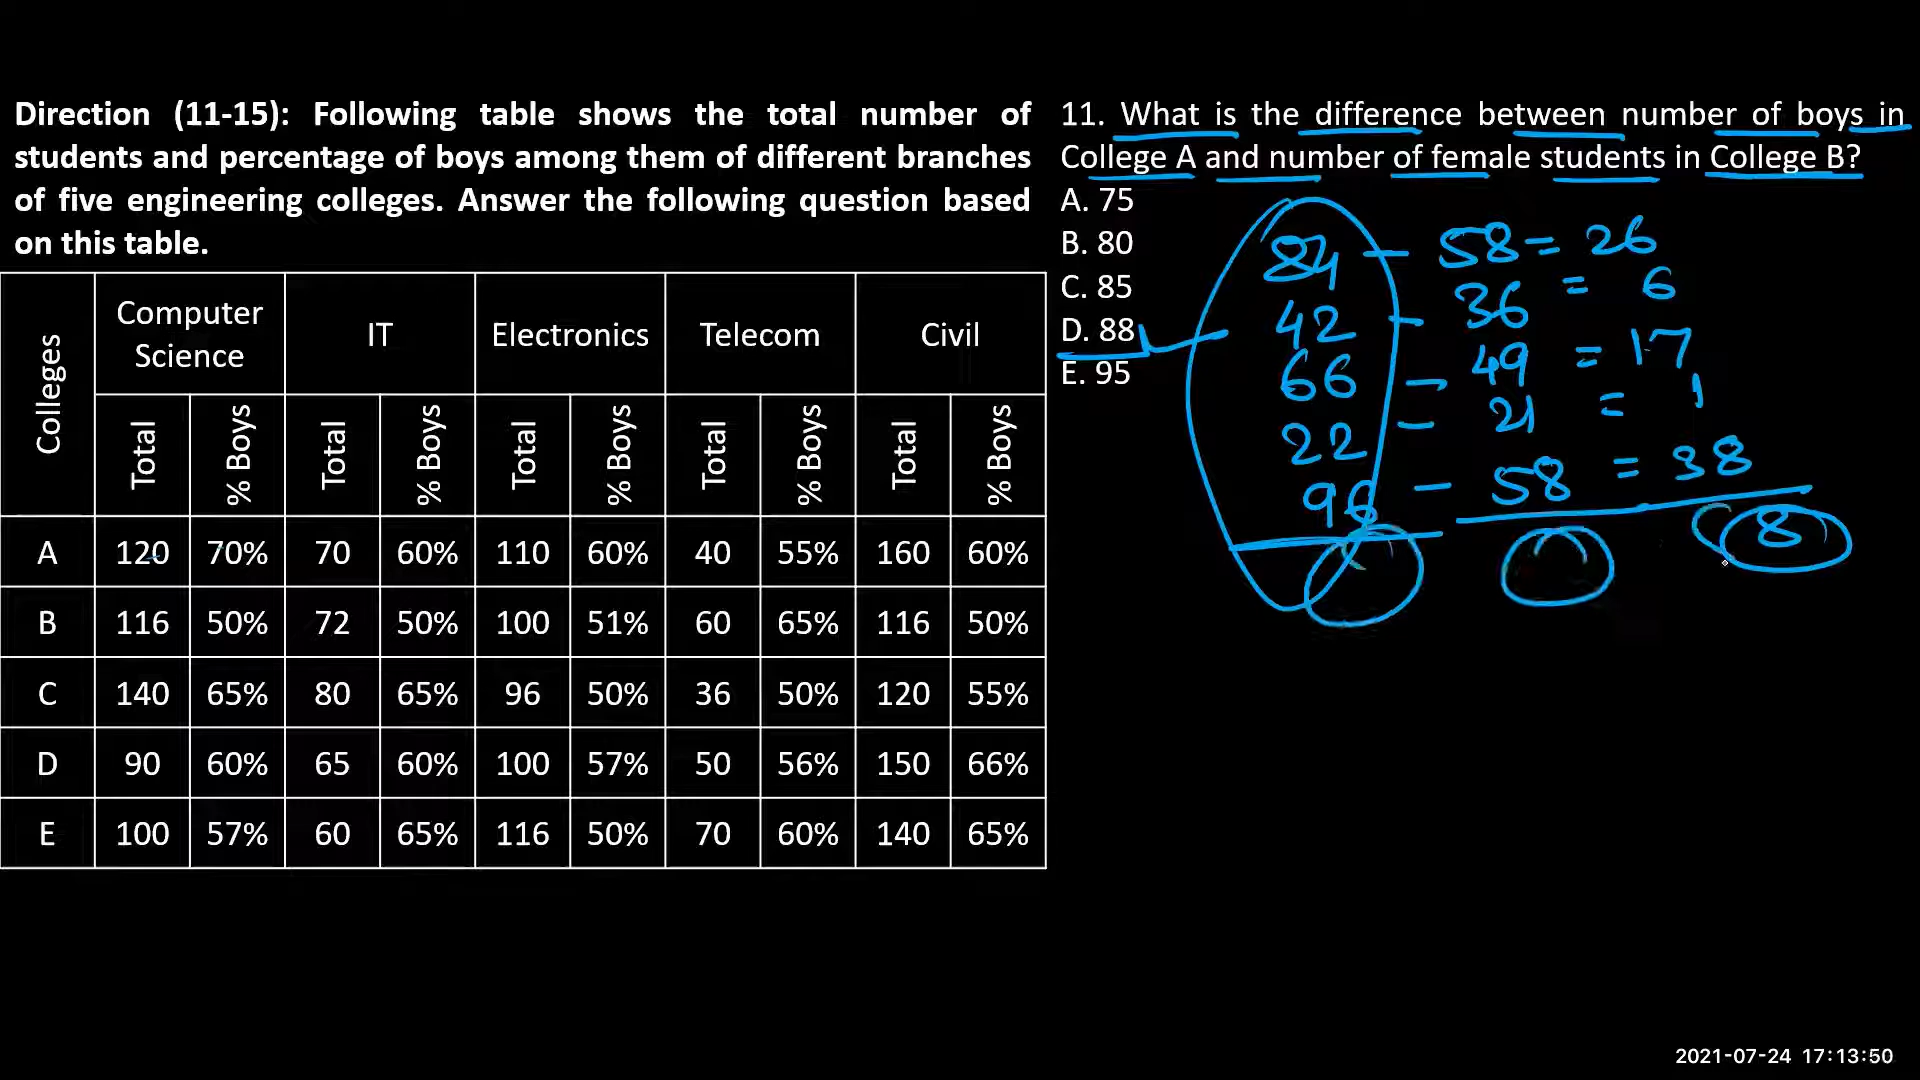 Direction (11-15): Following table shows the total number of
students and percentage of boys among them of different branches
of five engineering colleges. Answer the following question based
on this table.
Colleges Computer Science IT Electronics Telecom Civil
Total % Boys Total % Boys Total % Boys Total % Boys Total % Boys
A 120 70% 70 60% 110 60% 40 55% 160 60%
B 116 50% 72 50% 100 51% 60 65% 116 50%
C 140 65% 80 65% 96 50% 36 50% 120 55%
D 90 60% 65 60% 100 57% 50 56% 150 66%
E 100 57% 60 65% 116 50% 70 60% 140 65%
11. What is the difference between number of boys in
College A and number of female students in College B?
A. 75
B. 80
C. 85
D. 88
E. 95
84 - 58 = 26
42 - 36 = 6
66 - 49 = 17
22 - 21 = 1
96 - 58 = 38
8
2021-07-24 17:13:50